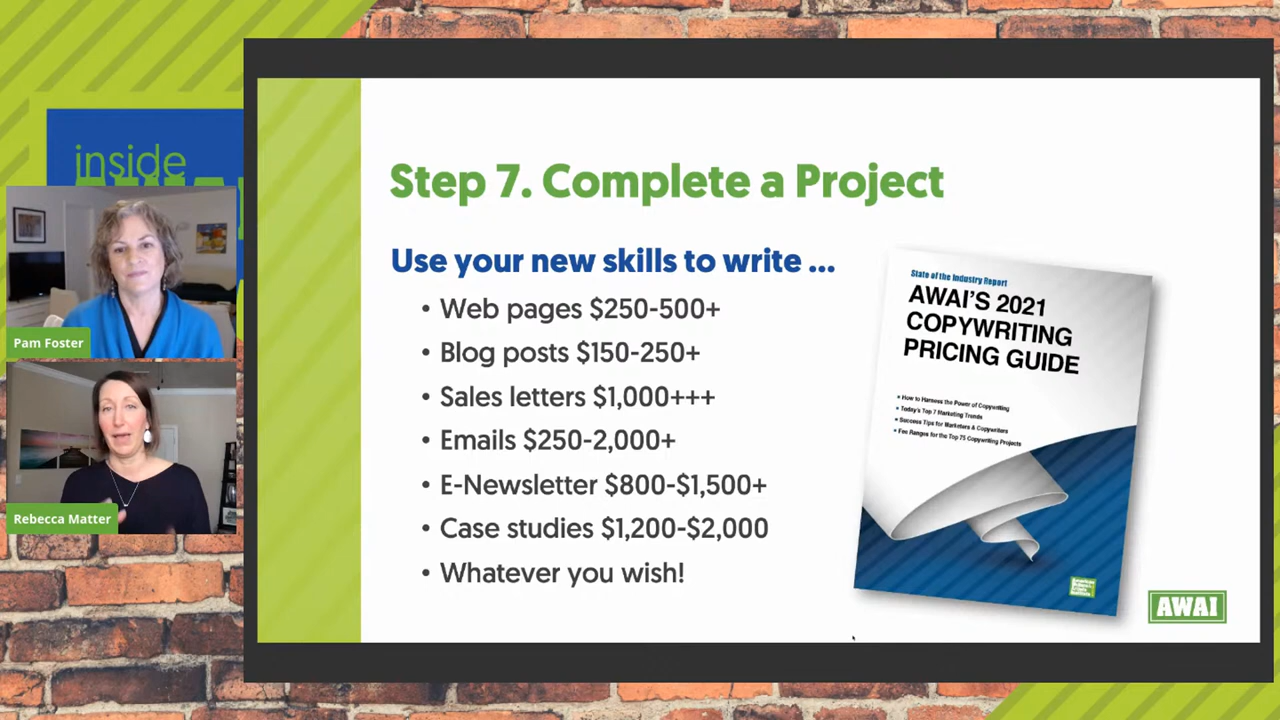 inside
Pam Foster
Rebecca Matter
Step 7. Complete a Project
Use your new skills to write ...
• Web pages $250-500+
• Blog posts $150-250+
• Sales letters $1,000+++
• Emails $250-2,000+
• E-Newsletter $800-$1,500+
• Case studies $1,200-$2,000
• Whatever you wish!
State of the Industry Report
AWAI'S 2021
COPYWRITING
PRICING GUIDE
• How to Harness the Power of Copywriting
• Today's Top 7 Marketing Trends
• Success Tips for Marketers & Copywriters
• Fee Ranges for the Top 75 Copywriting Projects
AWAI